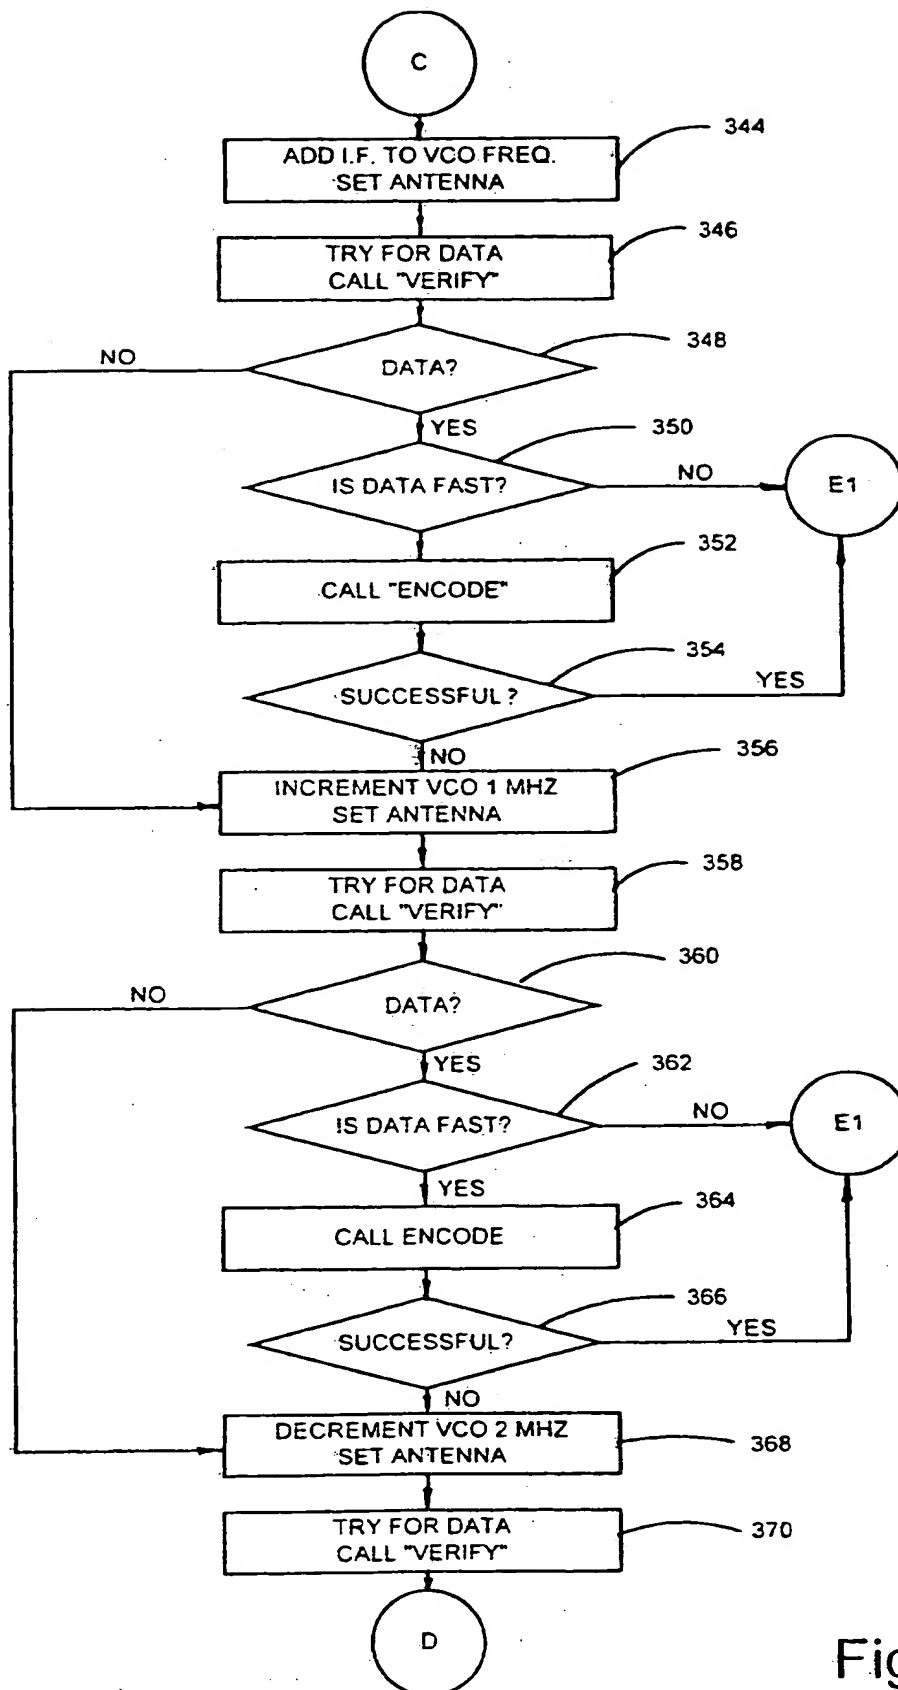 C
344
ADD I.F. TO VCO FREQ.
SET ANTENNA
346
TRY FOR DATA
CALL "VERIFY"
348
NO
DATA?
YES
350
IS DATA FAST?
NO
E1
352
CALL "ENCODE"
354
SUCCESSFUL?
YES
NO
356
INCREMENT VCO 1 MHZ
SET ANTENNA
358
TRY FOR DATA
CALL "VERIFY"
360
NO
DATA?
YES
362
IS DATA FAST?
NO
E1
YES
364
CALL ENCODE
366
SUCCESSFUL?
YES
NO
DECREMENT VCO 2 MHZ
SET ANTENNA
368
TRY FOR DATA
CALL "VERIFY"
370
D